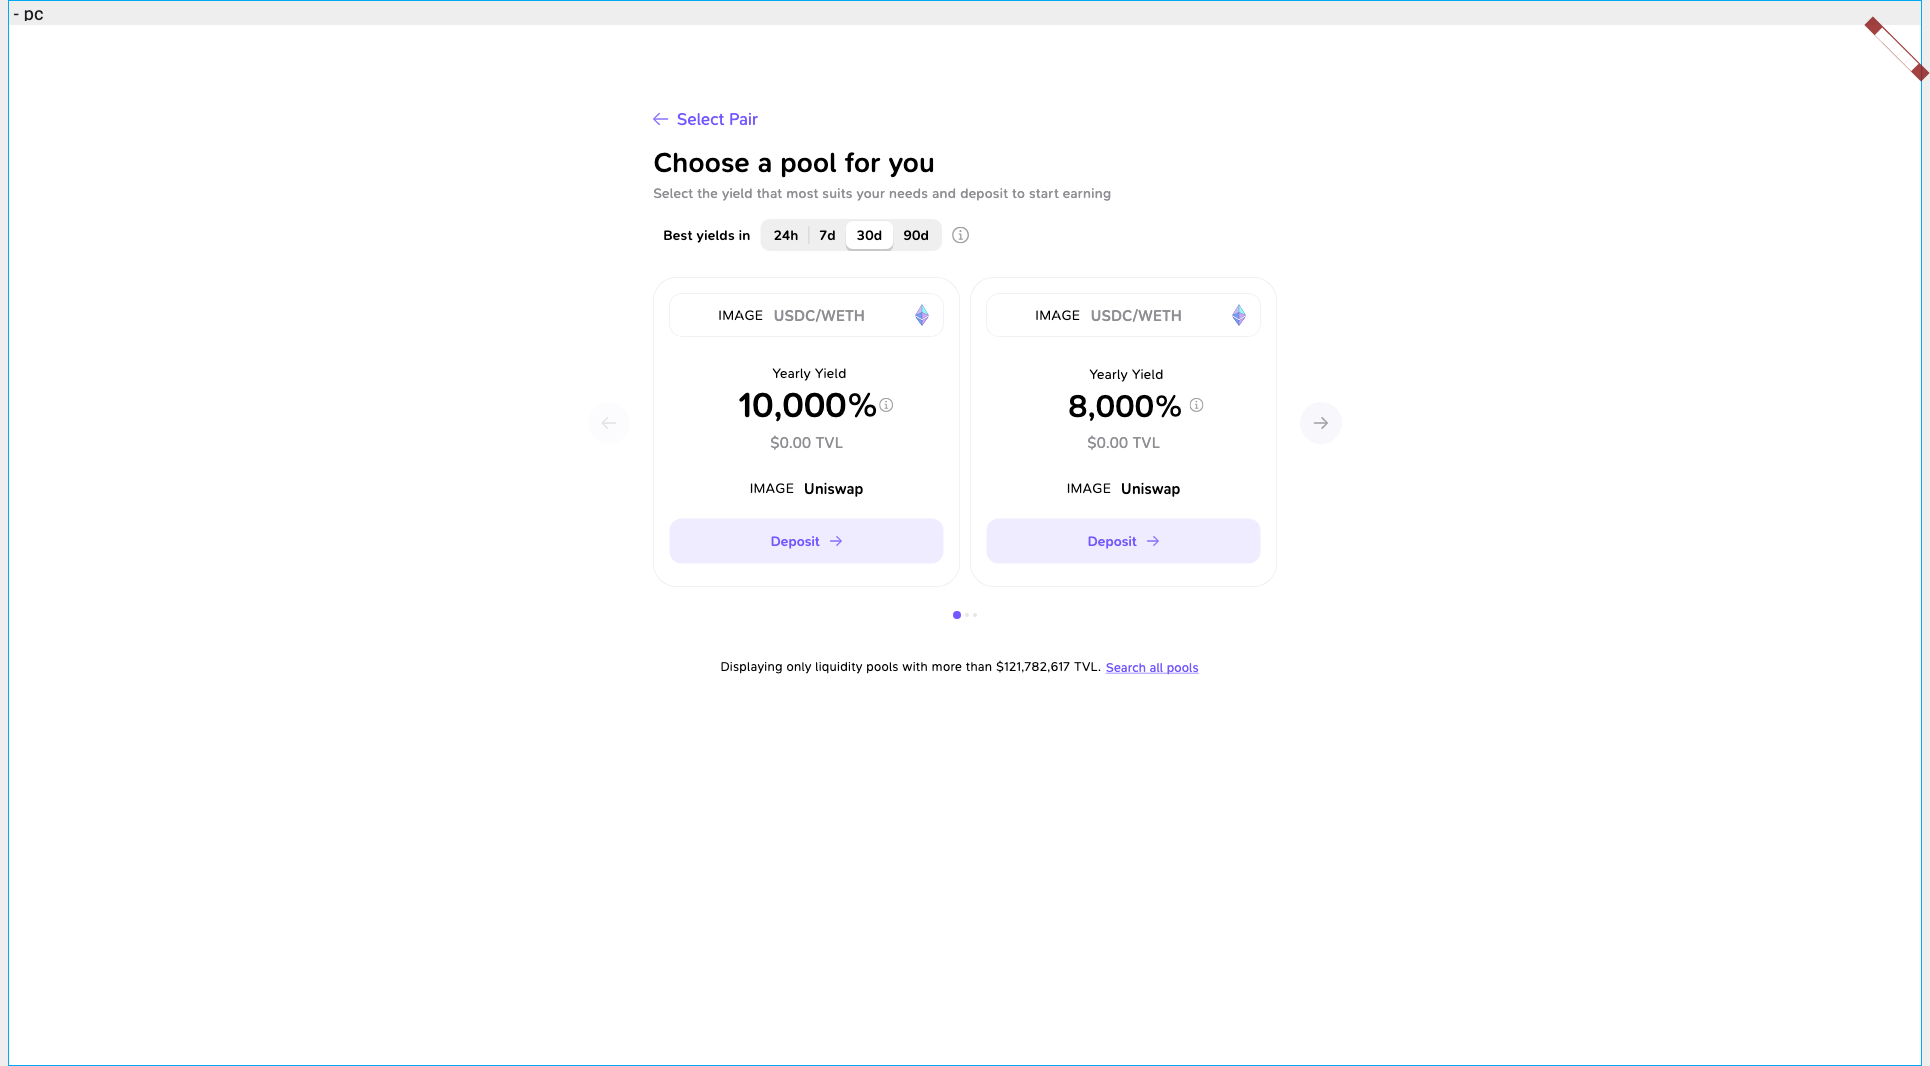 - pc
Select Pair
Choose a pool for you
Select the yield that most suits your needs and deposit to start earning
Best yields in 24h 7d 30d 90d
IMAGE USDC/WETH
Yearly Yield
10,000%
$0.00 TVL
IMAGE Uniswap
Deposit
IMAGE USDC/WETH
Yearly Yield
8,000%
$0.00 TVL
IMAGE Uniswap
Deposit
Displaying only liquidity pools with more than $121,782,617 TVL. Search all pools